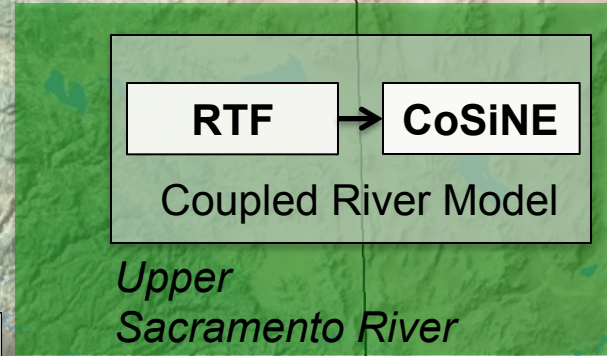 RTF CoSiNE
Coupled River Model
Upper
Sacramento River